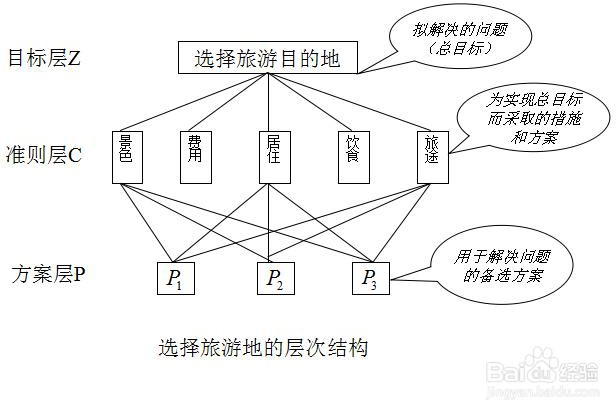 目标层Z
选择旅游目的地
拟解决的问题
（总目标）
准则层C
景色
费用
居住
饮食
旅途
为实现总目标
而采取的措施
和方案
方案层P
P1
P2
P3
用于解决问题
的备选方案
选择旅游地的层次结构
Baidu经验
jingyan.baidu.com